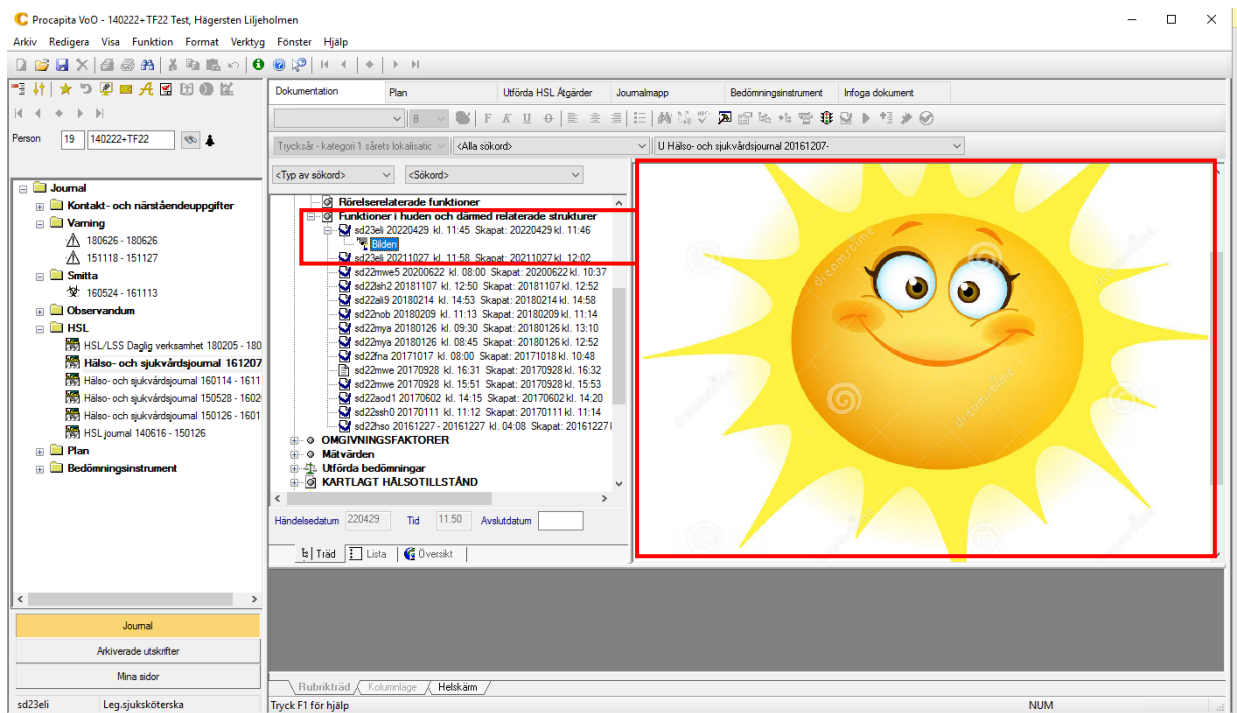 Procapita VoO - 140222+TF22 Test, Hägersten Liljeholmen
Arkiv Redigera Visa Funktion Format Verktyg Fönster Hjälp
Person 19 140222+TF22
Journal
Kontakt- och närståendeuppgifter
Varning
180626 - 180626
151118 - 151127
Smitta
160524 - 161113
Observandum
HSL
HSL/LSS Daglig verksamhet 180205 - 180
Hälso- och sjukvårdsjournal 161207
Hälso- och sjukvårdsjournal 160114 - 1611
Hälso- och sjukvårdsjournal 150528 - 1602
Hälso- och sjukvårdsjournal 150126 - 1601
HSL journal 140616 - 150126
Plan
Bedömningsinstrument
Journal
Arkiverade utskrifter
Mina sidor
sd23eli Leg.sjuksköterska
Dokumentation Plan Utförda HSL Åtgärder Journalmapp Bedömningsinstrument Infoga dokument
8 F K U
Trycksår - kategori 1 sårets lokalisatic <Alla sökord> U Hälso- och sjukvårdsjournal 20161207-
<Typ av sökord> <Sökord>
Rörelserelaterade funktioner
Funktioner i huden och därmed relaterade strukturer
sd23eli 20220429 kl. 11:45 Skapat: 20220429 kl. 11:46
Bilden
sd23eli 20211027 kl. 11:58 Skapat: 20211027 kl. 12:02
sd22mwe5 20200622 kl. 08:00 Skapat: 20200622 kl. 10:37
sd22lsh2 20181107 kl. 12:50 Skapat: 20181107 kl. 12:52
sd22ali9 20180214 kl. 14:53 Skapat: 20180214 kl. 14:58
sd22nob 20180209 kl. 11:13 Skapat: 20180209 kl. 11:14
sd22mya 20180126 kl. 09:30 Skapat: 20180126 kl. 13:10
sd22mya 20180126 kl. 08:45 Skapat: 20180126 kl. 12:52
sd22fna 20171017 kl. 08:00 Skapat: 20171018 kl. 10:48
sd22mwe 20170928 kl. 16:31 Skapat: 20170928 kl. 16:32
sd22mwe 20170928 kl. 15:51 Skapat: 20170928 kl. 15:53
sd22aod1 20170602 kl. 14:15 Skapat: 20170602 kl. 14:20
sd22ssh0 20170111 kl. 11:12 Skapat: 20170111 kl. 11:14
sd22hso 20161227 - 20161227 kl. 04:08 Skapat: 20161227
OMGIVNINGSFAKTORER
Mätvärden
Utförda bedömningar
KARTLAGT HÄLSOTILLSTÅND
Händelsedatum 220429 Tid 11.50 Avslutdatum
Träd Lista Översikt
dreamstime
dreamstime
dreamstime
dreamstime
dreamstime
Rubrikträd Kolumnläge Helskärm
Tryck F1 för hjälp NUM